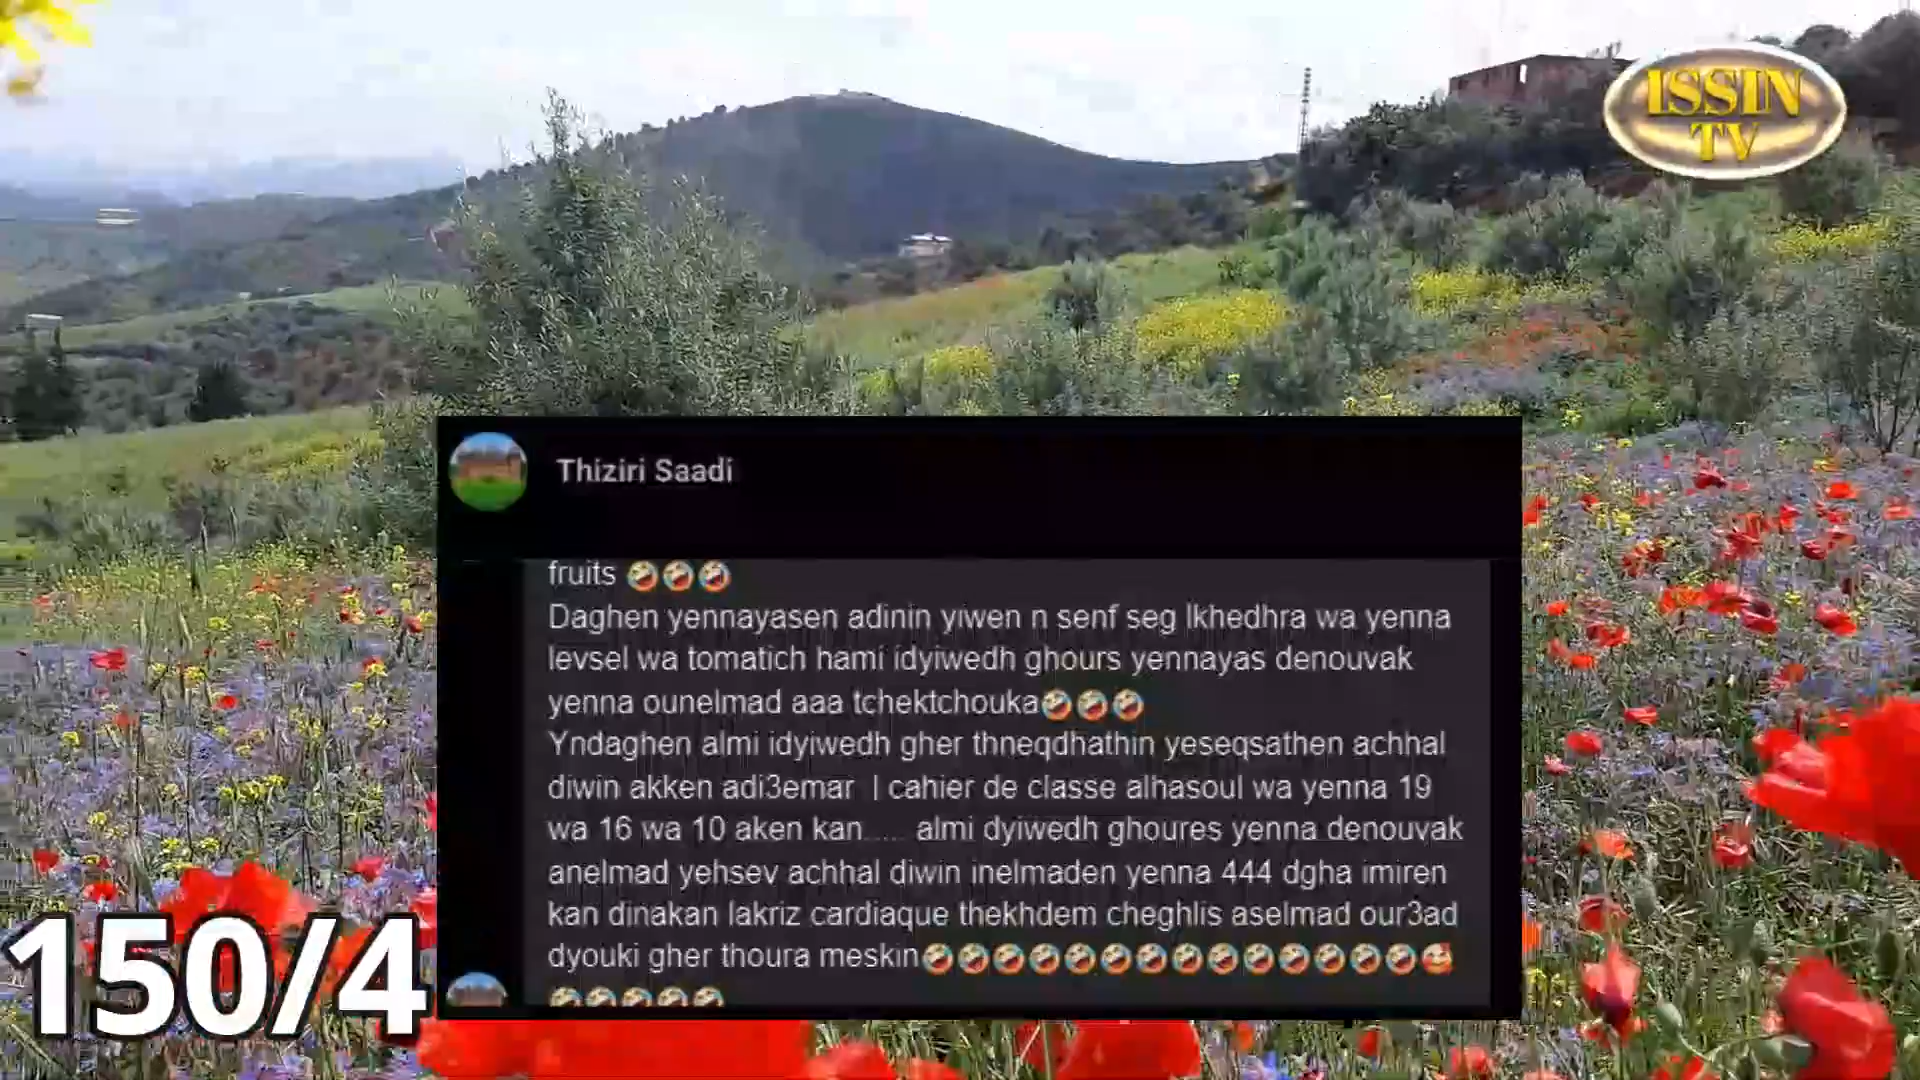 ISSIN
TV
Thiziri Saadi
fruits 🤣🤣🤣
Daghen yennayasen adinin yiwen n senf seg lkhedhra wa yenna
levsel wa tomatich hami idyiwedh ghours yennayas denouvak
yenna ounelmad aaa tchektchouka🤣🤣🤣
Yndaghen almi idyiwedh gher thneqdhathin yeseqsathen achhal
diwin akken adi3emar l cahier de classe alhasoul wa yenna 19
wa 16 wa 10 aken kan..... almi dyiwedh ghoures yenna denouvak
anelmad yehsev achhal diwin inelmaden yenna 444 dgha imiren
kan dinakan lakriz cardiaque thekhdem cheghlis aselmad our3ad
dyouki gher thoura meskin🤣🤣🤣🤣🤣🤣🤣🤣🤣🤣🤣🤣🤣🤣🥰
🤣🤣🤣🤣🤣
150/4